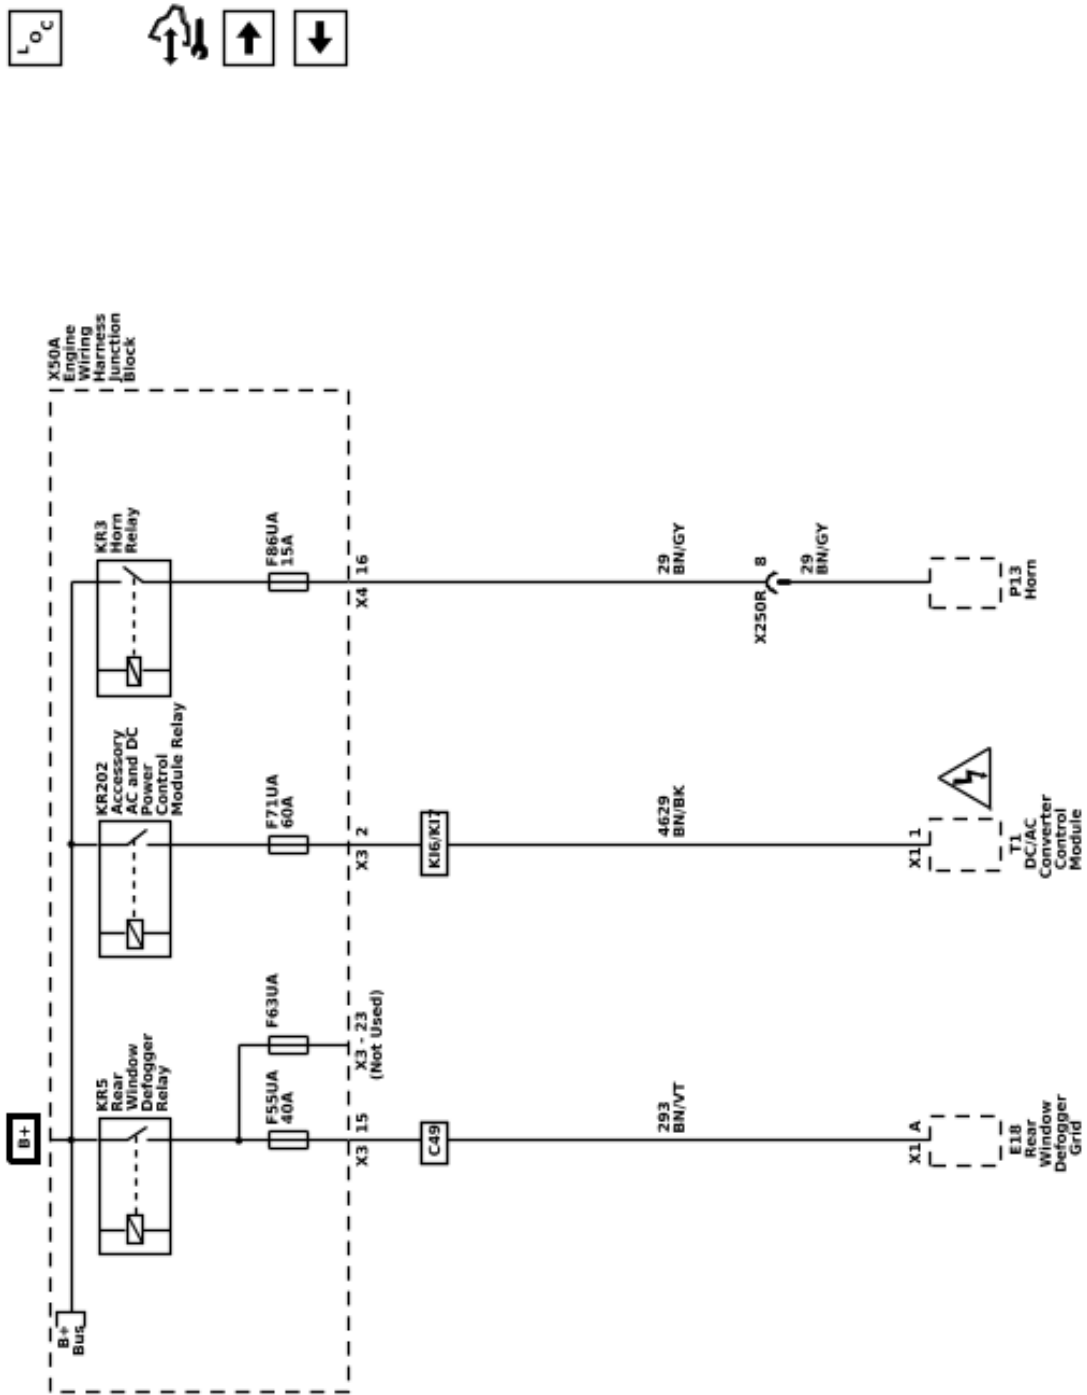 LOC
B+
B+
Bus
X50A
Engine
Wiring
Harness
Junction
Block
KR5
Rear
Window
Defogger
Relay
KR202
Accessory
AC and DC
Power
Control
Module Relay
KR3
Horn
Relay
F55UA
40A
F63UA
F71UA
60A
F86UA
15A
X3 15
X3 - 23
(Not Used)
X3 2
X4 16
C49
KI6/KI7
293
BN/VT
4629
BN/BK
29
BN/GY
X250R 8
29
BN/GY
X1 A
X1 1
E18
Rear
Window
Defogger
Grid
T1
DC/AC
Converter
Control
Module
P13
Horn